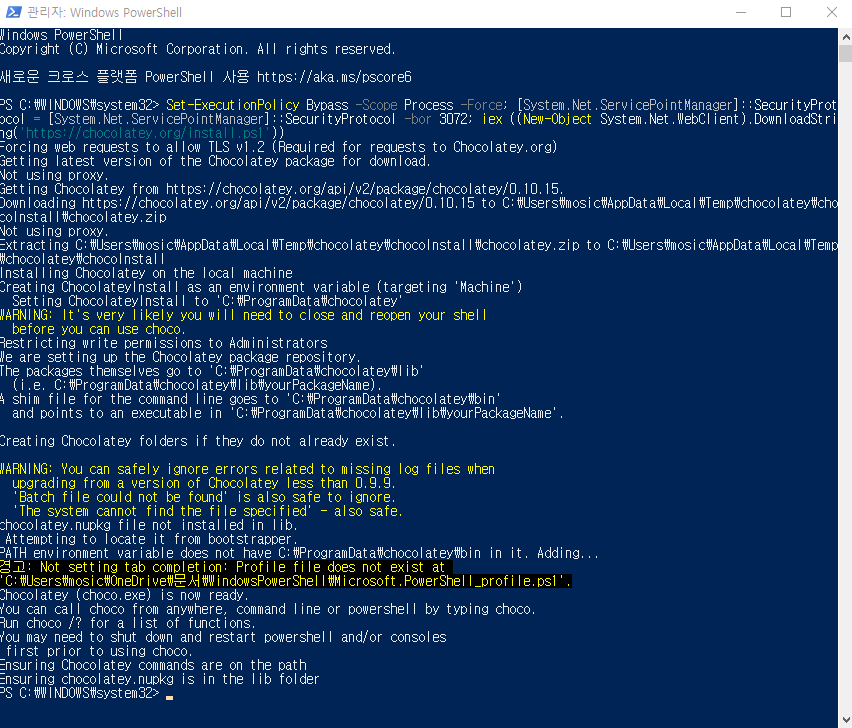 관리자: Windows PowerShell
Windows PowerShell
Copyright (C) Microsoft Corporation. All rights reserved.
새로운 크로스 플랫폼 PowerShell 사용 https://aka.ms/pscore6
PS C:₩WINDOWS₩system32> Set-ExecutionPolicy Bypass -Scope Process -Force; [System.Net.ServicePointManager]::SecurityProt
ocol = [System.Net.ServicePointManager]::SecurityProtocol -bor 3072; iex ((New-Object System.Net.WebClient).DownloadStri
ng('https://chocolatey.org/install.ps1'))
Forcing web requests to allow TLS v1.2 (Required for requests to Chocolatey.org)
Getting latest version of the Chocolatey package for download.
Not using proxy.
Getting Chocolatey from https://chocolatey.org/api/v2/package/chocolatey/0.10.15.
Downloading https://chocolatey.org/api/v2/package/chocolatey/0.10.15 to C:₩Users₩mosic₩AppData₩Local₩Temp₩chocolatey₩cho
coInstall₩chocolatey.zip
Not using proxy.
Extracting C:₩Users₩mosic₩AppData₩Local₩Temp₩chocolatey₩chocoInstall₩chocolatey.zip to C:₩Users₩mosic₩AppData₩Local₩Temp
₩chocolatey₩chocoInstall
Installing Chocolatey on the local machine
Creating ChocolateyInstall as an environment variable (targeting 'Machine')
  Setting ChocolateyInstall to 'C:₩ProgramData₩chocolatey'
WARNING: It's very likely you will need to close and reopen your shell
  before you can use choco.
Restricting write permissions to Administrators
We are setting up the Chocolatey package repository.
The packages themselves go to 'C:₩ProgramData₩chocolatey₩lib'
  (i.e. C:₩ProgramData₩chocolatey₩lib₩yourPackageName).
A shim file for the command line goes to 'C:₩ProgramData₩chocolatey₩bin'
  and points to an executable in 'C:₩ProgramData₩chocolatey₩lib₩yourPackageName'.
Creating Chocolatey folders if they do not already exist.
WARNING: You can safely ignore errors related to missing log files when
  upgrading from a version of Chocolatey less than 0.9.9.
  'Batch file could not be found' is also safe to ignore.
  'The system cannot find the file specified' - also safe.
chocolatey.nupkg file not installed in lib.
 Attempting to locate it from bootstrapper.
PATH environment variable does not have C:₩ProgramData₩chocolatey₩bin in it. Adding...
경고: Not setting tab completion: Profile file does not exist at
'C:₩Users₩mosic₩OneDrive₩문서₩WindowsPowerShell₩Microsoft.PowerShell_profile.ps1'.
Chocolatey (choco.exe) is now ready.
You can call choco from anywhere, command line or powershell by typing choco.
Run choco /? for a list of functions.
You may need to shut down and restart powershell and/or consoles
 first prior to using choco.
Ensuring Chocolatey commands are on the path
Ensuring chocolatey.nupkg is in the lib folder
PS C:₩WINDOWS₩system32>